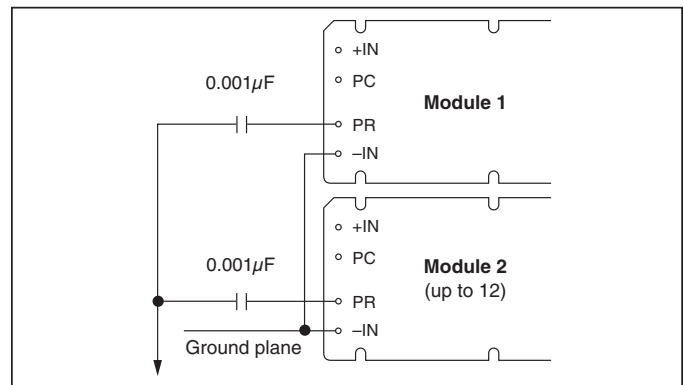 +IN
0.001µF
PC
Module 1
PR
–IN
+IN
0.001µF
PC
Module 2
(up to 12)
PR
–IN
Ground plane